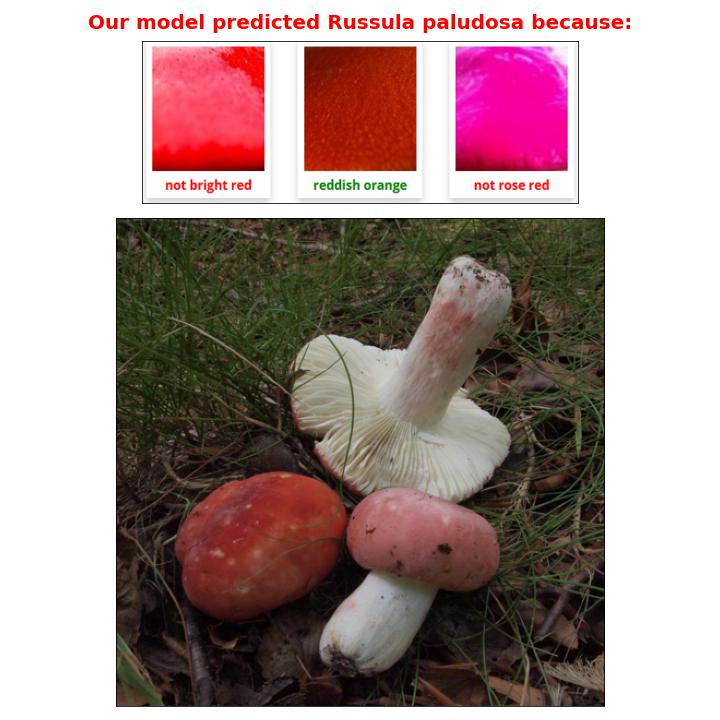 Our model predicted Russula paludosa because:
not bright red
reddish orange
not rose red